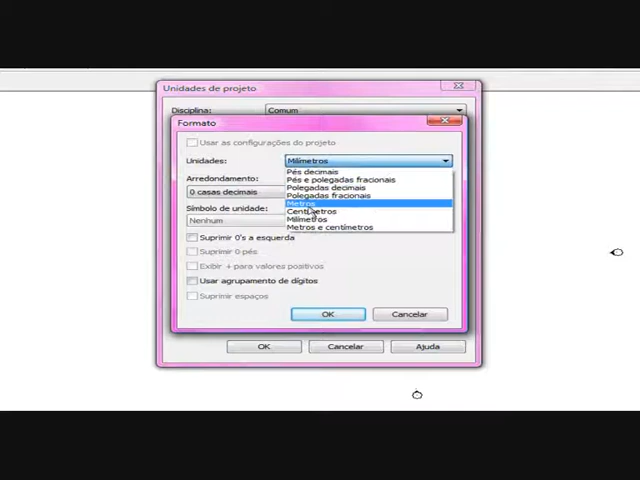 Unidades de projeto
Disciplina: Comum
Formato
Usar as configurações do projeto
Unidades: Milímetros
Pés decimais
Pés e polegadas fracionais
Arredondamento: Polegadas decimais
0 casas decimais Polegadas fracionais
Metros
Símbolo de unidade: Centímetros
Nenhum Milímetros
Metros e centímetros
Suprimir 0's a esquerda
Suprimir 0 pés
Exibir + para valores positivos
Usar agrupamento de dígitos
Suprimir espaços
OK Cancelar
OK Cancelar Ajuda